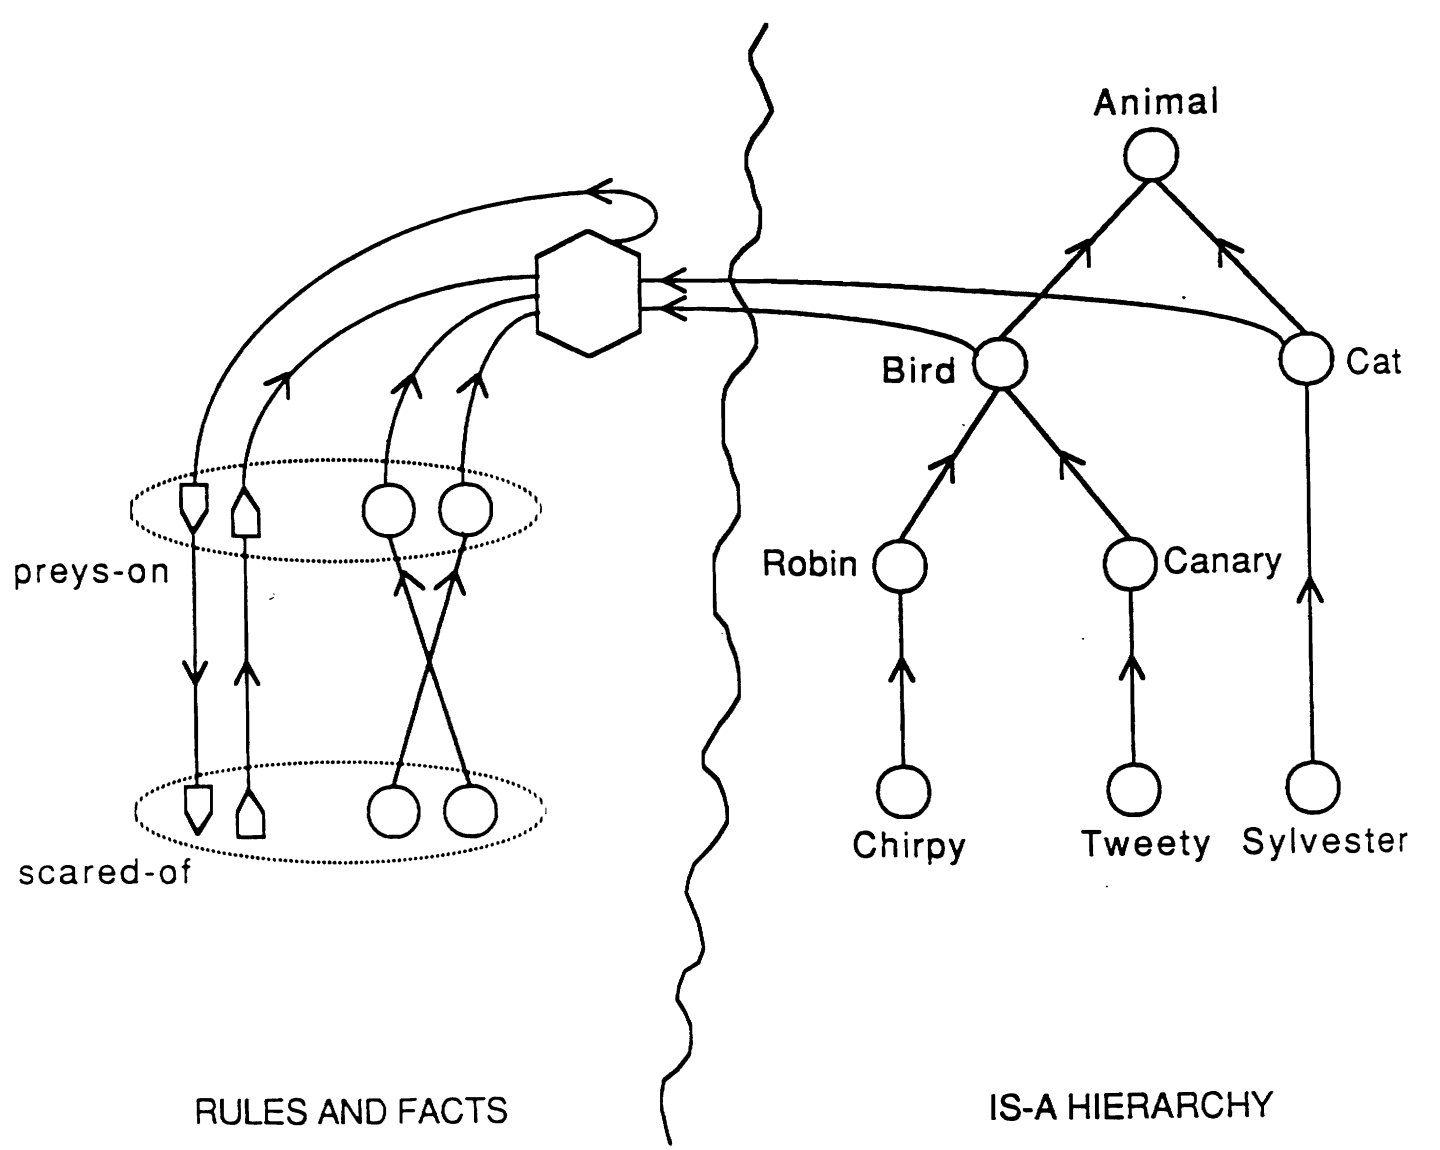 Animal
Bird
Cat
Robin
Canary
preys-on
Chirpy
Tweety
Sylvester
scared-of
RULES AND FACTS
IS-A HIERARCHY